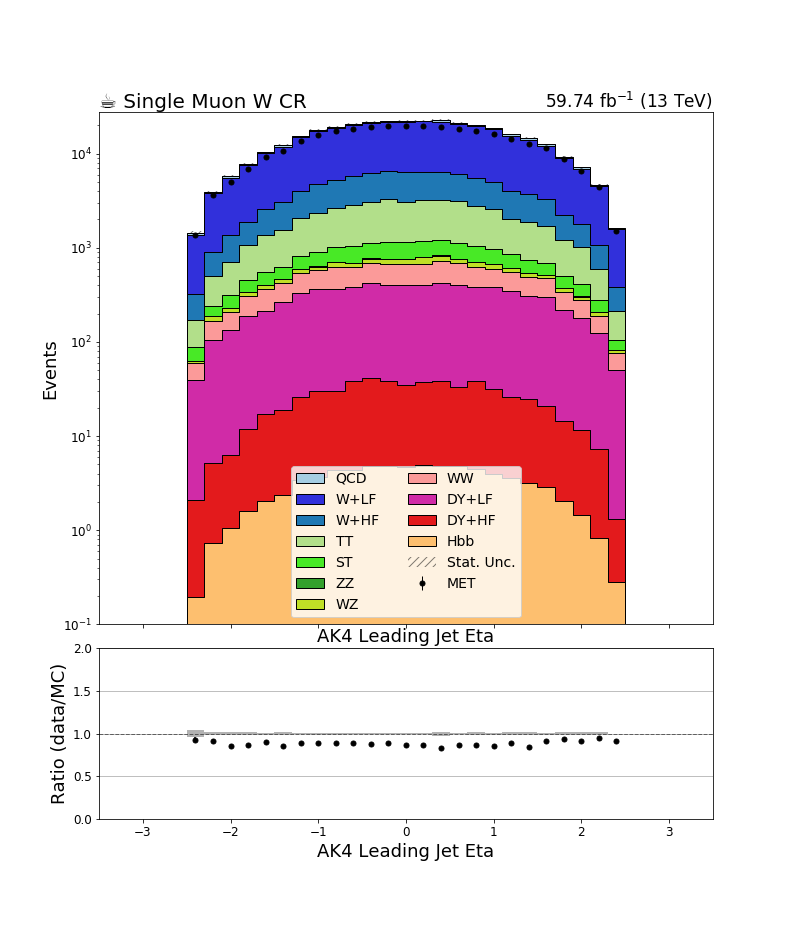 ☕ Single Muon W CR
59.74 fb⁻¹ (13 TeV)
Events
10⁴
10³
10²
10¹
10⁰
10⁻¹
QCD
W+LF
W+HF
TT
ST
ZZ
WZ
WW
DY+LF
DY+HF
Hbb
Stat. Unc.
MET
AK4 Leading Jet Eta
Ratio (data/MC)
2.0
1.5
1.0
0.5
0.0
−3 −2 −1 0 1 2 3
AK4 Leading Jet Eta